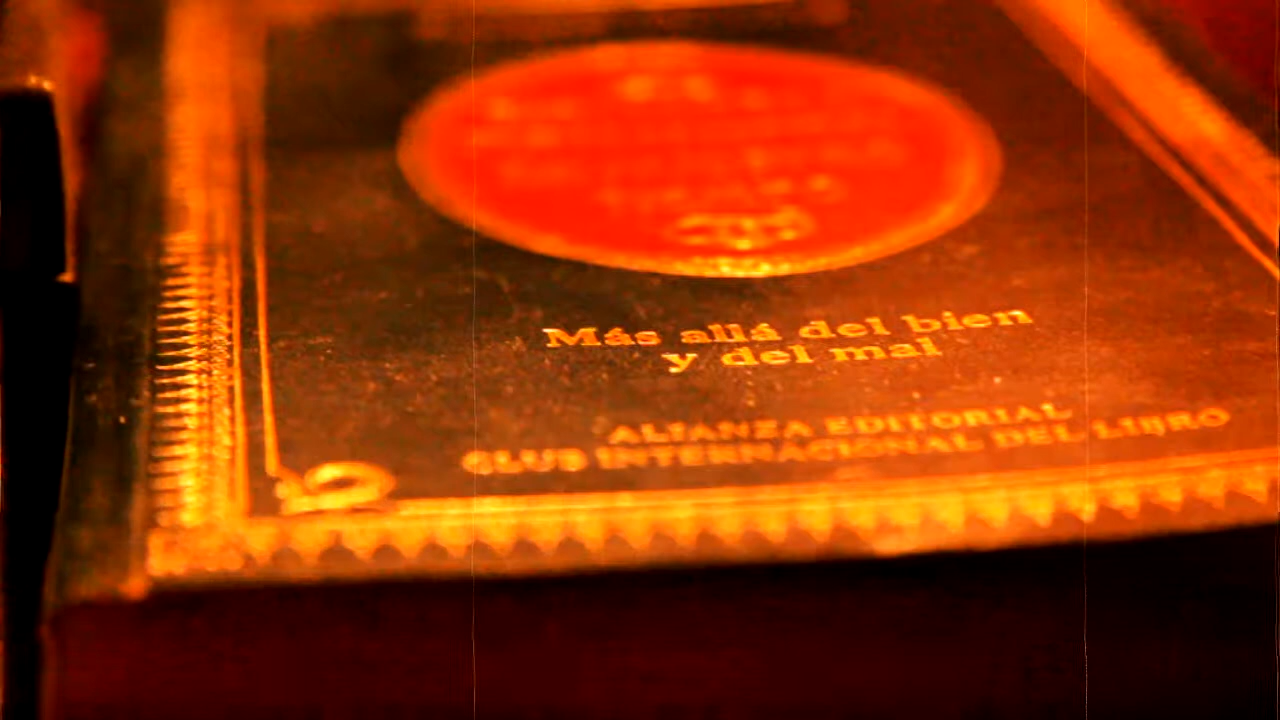 Más allá del bien
y del mal
ALIANZA EDITORIAL
CLUB INTERNACIONAL DEL LIBRO